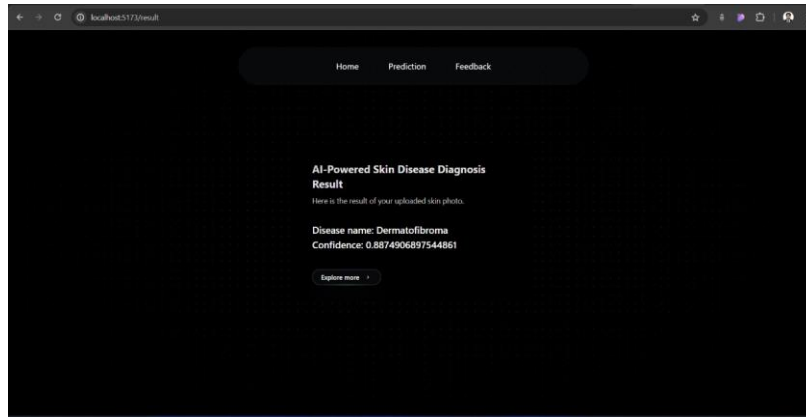 localhost:5173/result
Home Prediction Feedback
AI-Powered Skin Disease Diagnosis
Result
Here is the result of your uploaded skin photo.
Disease name: Dermatofibroma
Confidence: 0.8874906897544861
Explore more